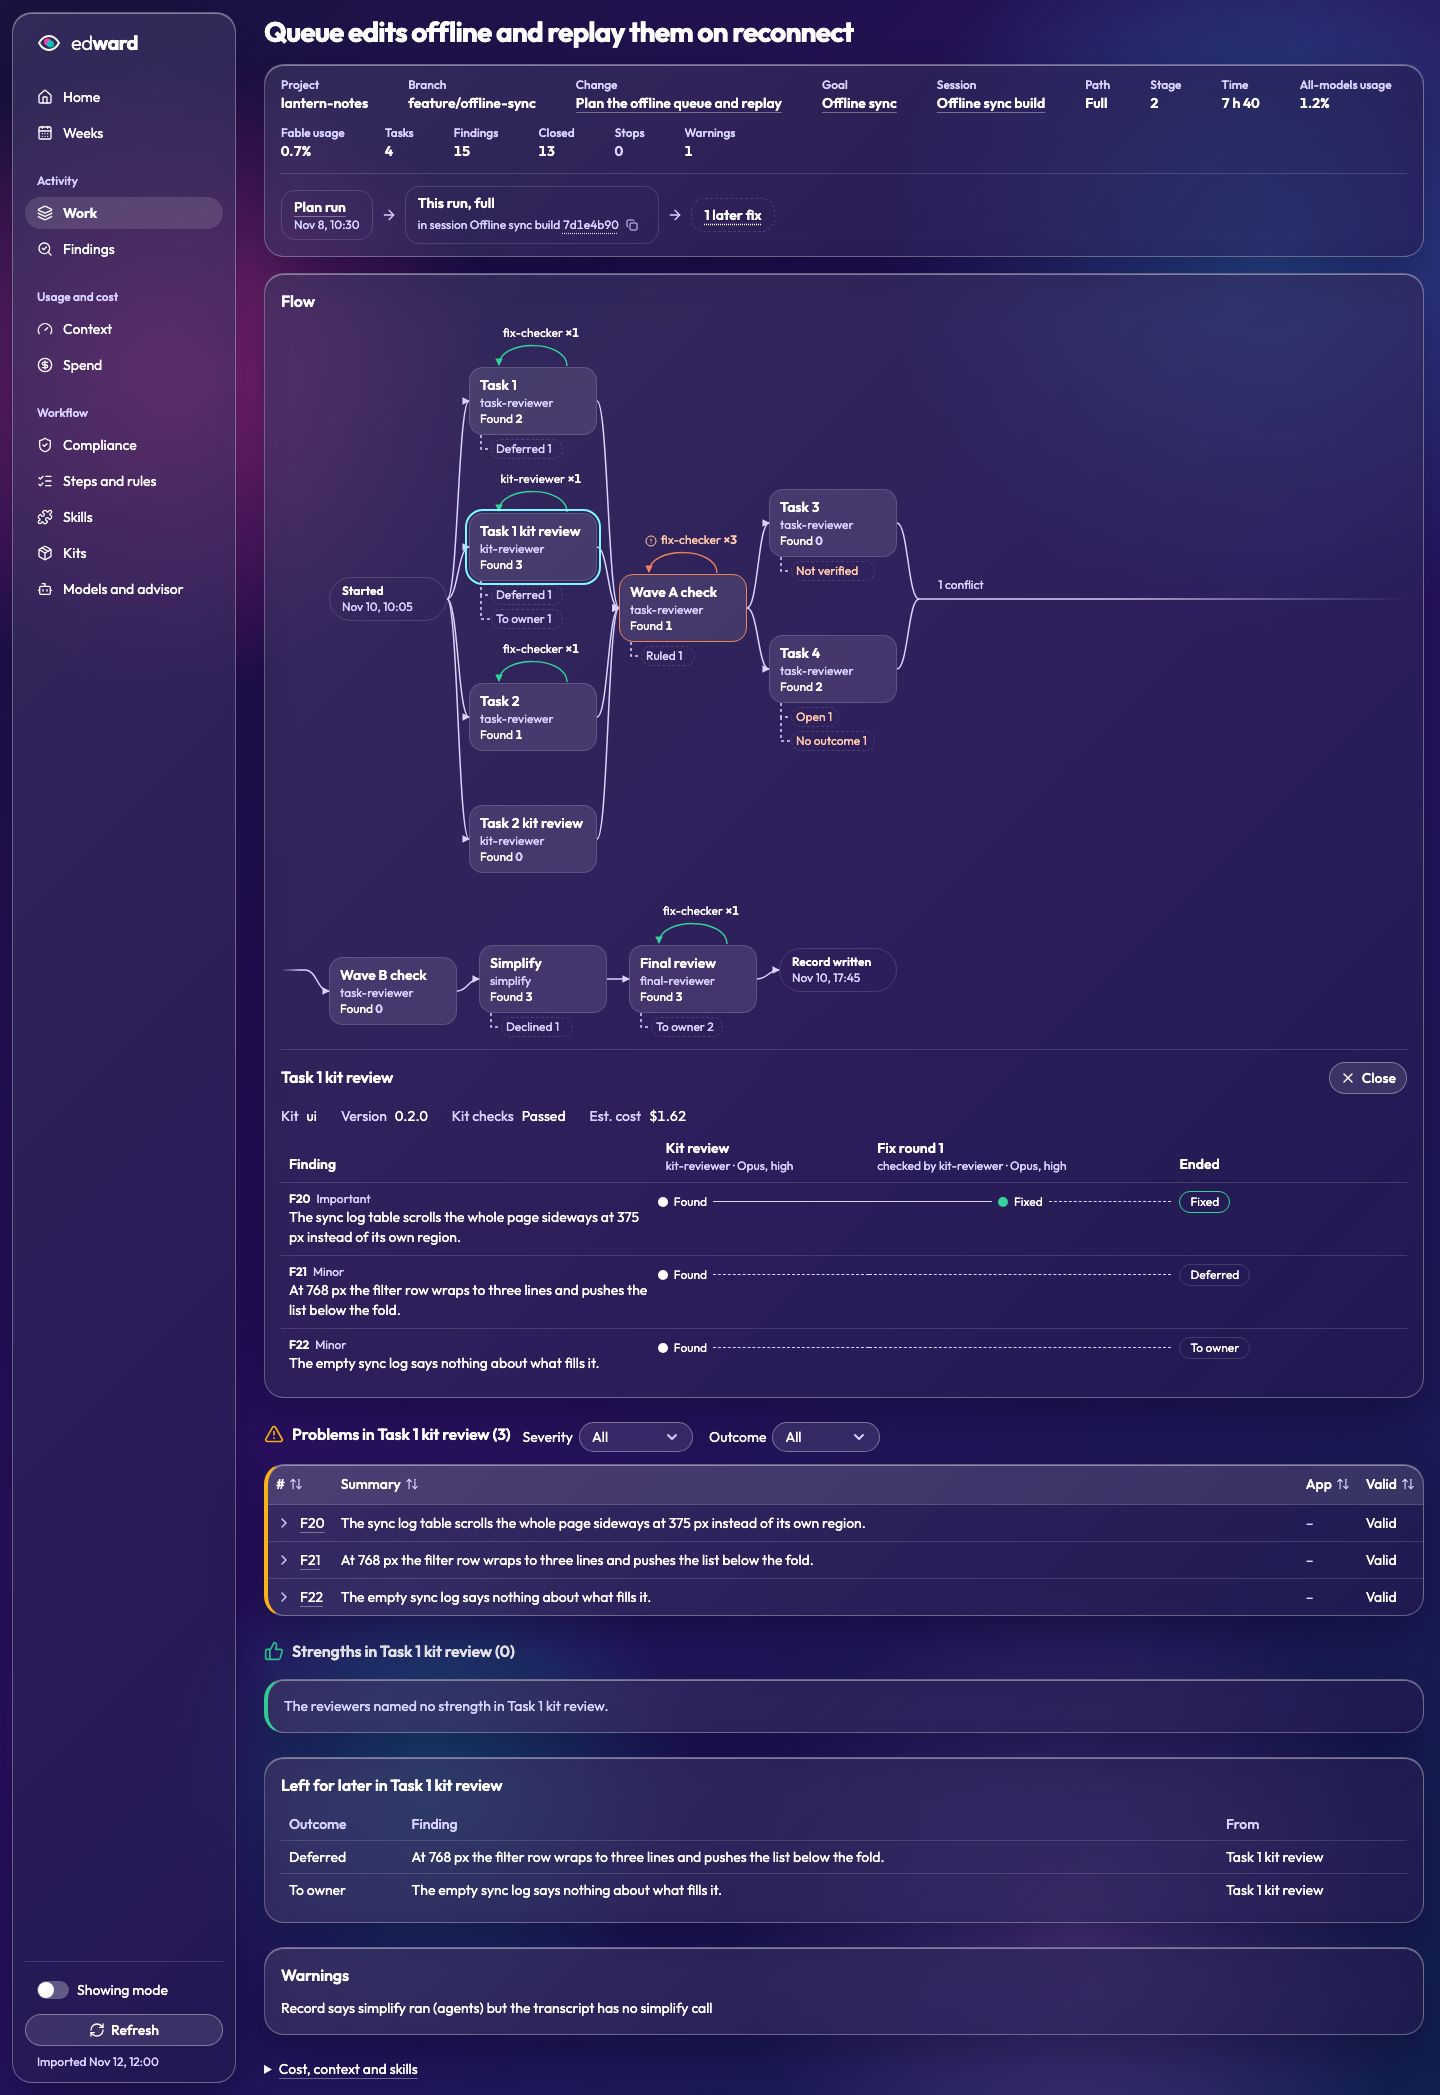 edward
Home
Weeks
Activity
Work
Findings
Usage and cost
Context
Spend
Workflow
Compliance
Steps and rules
Skills
Kits
Models and advisor
Showing mode
Refresh
Imported Nov 12, 12:00
Queue edits offline and replay them on reconnect
Project Branch Change Goal Session Path Stage Time All-models usage
lantern-notes feature/offline-sync Plan the offline queue and replay Offline sync Offline sync build Full 2 7 h 40 1.2%
Fable usage Tasks Findings Closed Stops Warnings
0.7% 4 15 13 0 1
Plan run
Nov 8, 10:30
This run, full
in session Offline sync build 7d1e4b90
1 later fix
Flow
Started
Nov 10, 10:05
fix-checker ×1
Task 1
task-reviewer
Found 2
Deferred 1
kit-reviewer ×1
Task 1 kit review
kit-reviewer
Found 3
Deferred 1
To owner 1
fix-checker ×1
Task 2
task-reviewer
Found 1
Task 2 kit review
kit-reviewer
Found 0
fix-checker ×3
Wave A check
task-reviewer
Found 1
Ruled 1
Task 3
task-reviewer
Found 0
Not verified
Task 4
task-reviewer
Found 2
Open 1
No outcome 1
1 conflict
Wave B check
task-reviewer
Found 0
Simplify
simplify
Found 3
Declined 1
fix-checker ×1
Final review
final-reviewer
Found 3
To owner 2
Record written
Nov 10, 17:45
Task 1 kit review
Close
Kit ui Version 0.2.0 Kit checks Passed Est. cost $1.62
Finding
Kit review
kit-reviewer · Opus, high
Fix round 1
checked by kit-reviewer · Opus, high
Ended
F20 Important
The sync log table scrolls the whole page sideways at 375
px instead of its own region.
Found Fixed Fixed
F21 Minor
At 768 px the filter row wraps to three lines and pushes the
list below the fold.
Found Deferred
F22 Minor
The empty sync log says nothing about what fills it.
Found To owner
Problems in Task 1 kit review (3) Severity All Outcome All
# Summary App Valid
F20 The sync log table scrolls the whole page sideways at 375 px instead of its own region. – Valid
F21 At 768 px the filter row wraps to three lines and pushes the list below the fold. – Valid
F22 The empty sync log says nothing about what fills it. – Valid
Strengths in Task 1 kit review (0)
The reviewers named no strength in Task 1 kit review.
Left for later in Task 1 kit review
Outcome Finding From
Deferred At 768 px the filter row wraps to three lines and pushes the list below the fold. Task 1 kit review
To owner The empty sync log says nothing about what fills it. Task 1 kit review
Warnings
Record says simplify ran (agents) but the transcript has no simplify call
Cost, context and skills